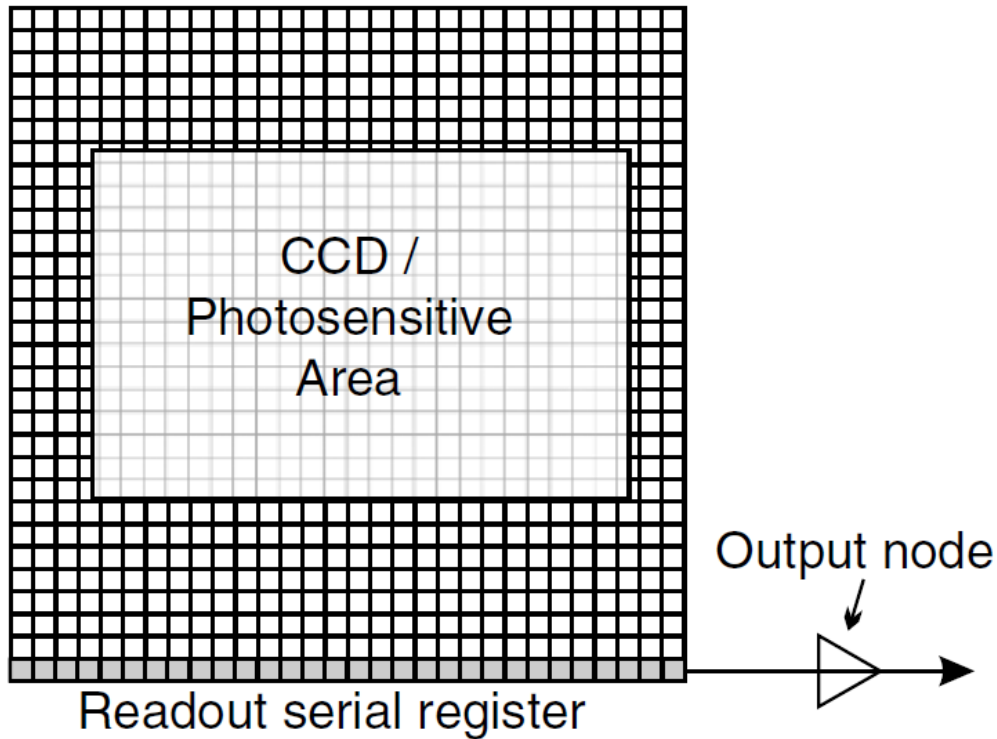 CCD /
Photosensitive
Area
Output node
Readout serial register